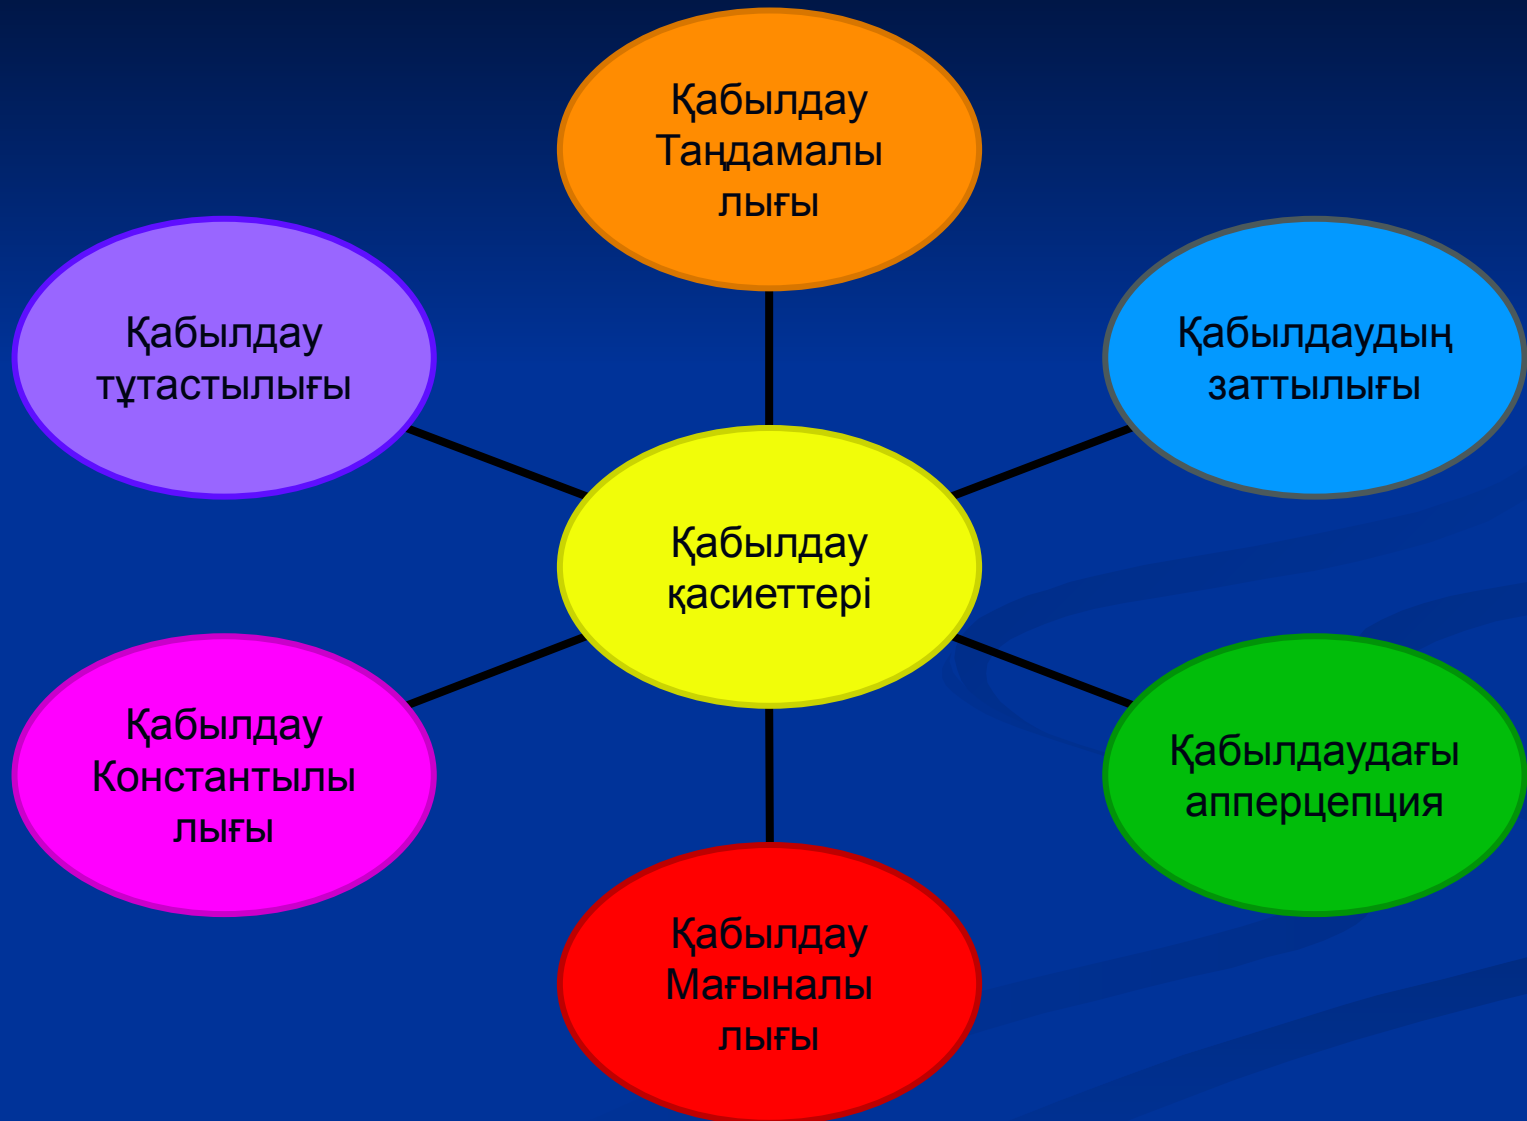 Қабылдау
Таңдамалы
лығы
Қабылдау
тұтастылығы
Қабылдаудың
заттылығы
Қабылдау
қасиеттері
Қабылдау
Константылы
лығы
Қабылдаудағы
апперцепция
Қабылдау
Мағыналы
лығы